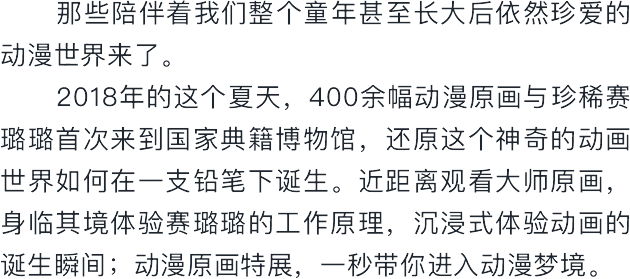 那些陪伴着我们整个童年甚至长大后依然珍爱的
动漫世界来了。
2018年的这个夏天，400余幅动漫原画与珍稀赛
璐璐首次来到国家典籍博物馆，还原这个神奇的动画
世界如何在一支铅笔下诞生。近距离观看大师原画，
身临其境体验赛璐璐的工作原理，沉浸式体验动画的
诞生瞬间；动漫原画特展，一秒带你进入动漫梦境。